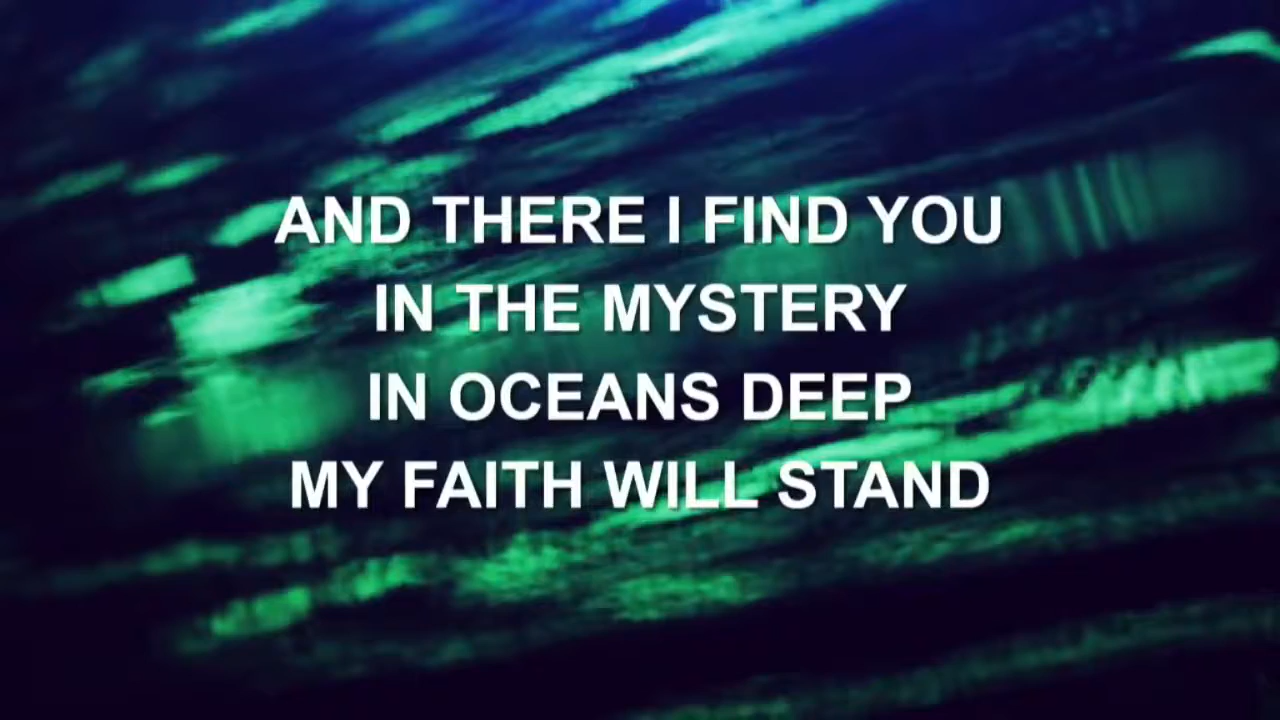 AND THERE I FIND YOU
IN THE MYSTERY
IN OCEANS DEEP
MY FAITH WILL STAND